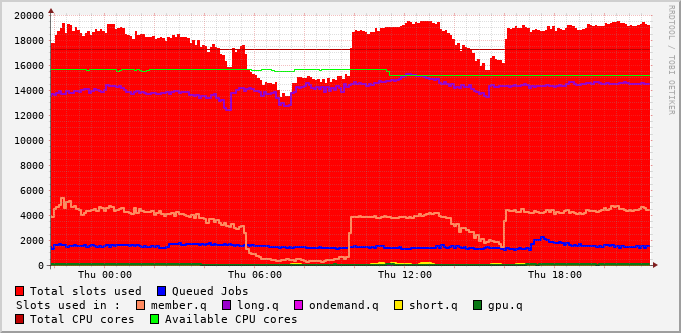 20000
18000
16000
14000
12000
10000
8000
6000
4000
2000
0
Thu 00:00 Thu 06:00 Thu 12:00 Thu 18:00
RRDTOOL / TOBI OETIKER
Total slots used Queued Jobs
Slots used in : member.q long.q ondemand.q short.q gpu.q
Total CPU cores Available CPU cores